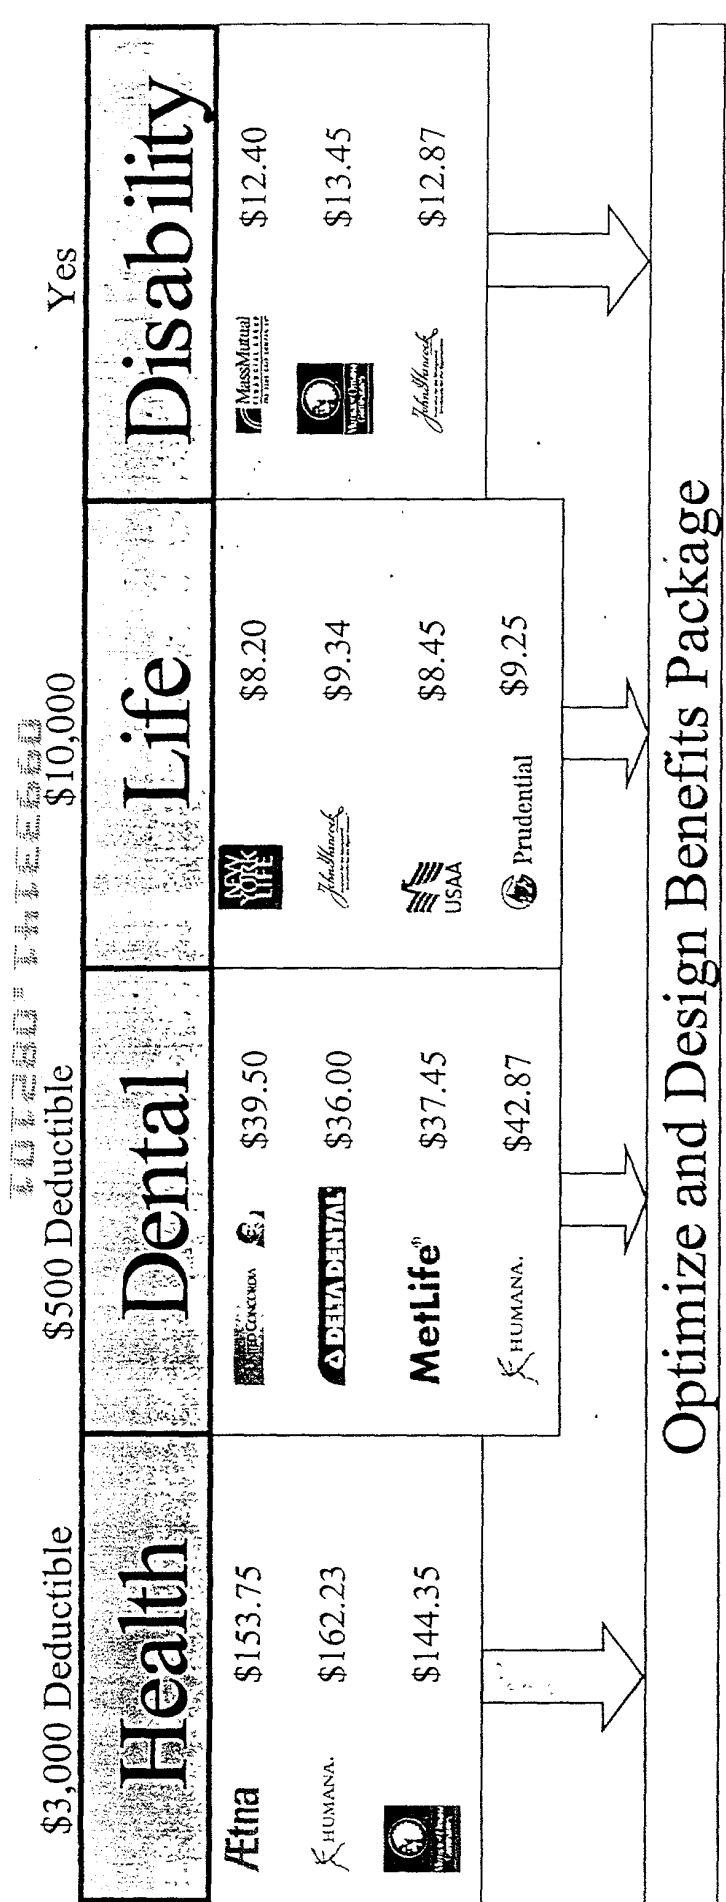 $3,000 Deductible
$500 Deductible
$10,000
Yes
Health
Dental
Life
Disability
Ætna $153.75
HUMANA. $162.23
$144.35
CONCORDIA $39.50
DELTA DENTAL $36.00
MetLife® $37.45
HUMANA. $42.87
NEW YORK LIFE $8.20
John Hancock $9.34
USAA $8.45
Prudential $9.25
MassMutual FINANCIAL GROUP $12.40
$13.45
John Hancock $12.87
Optimize and Design Benefits Package